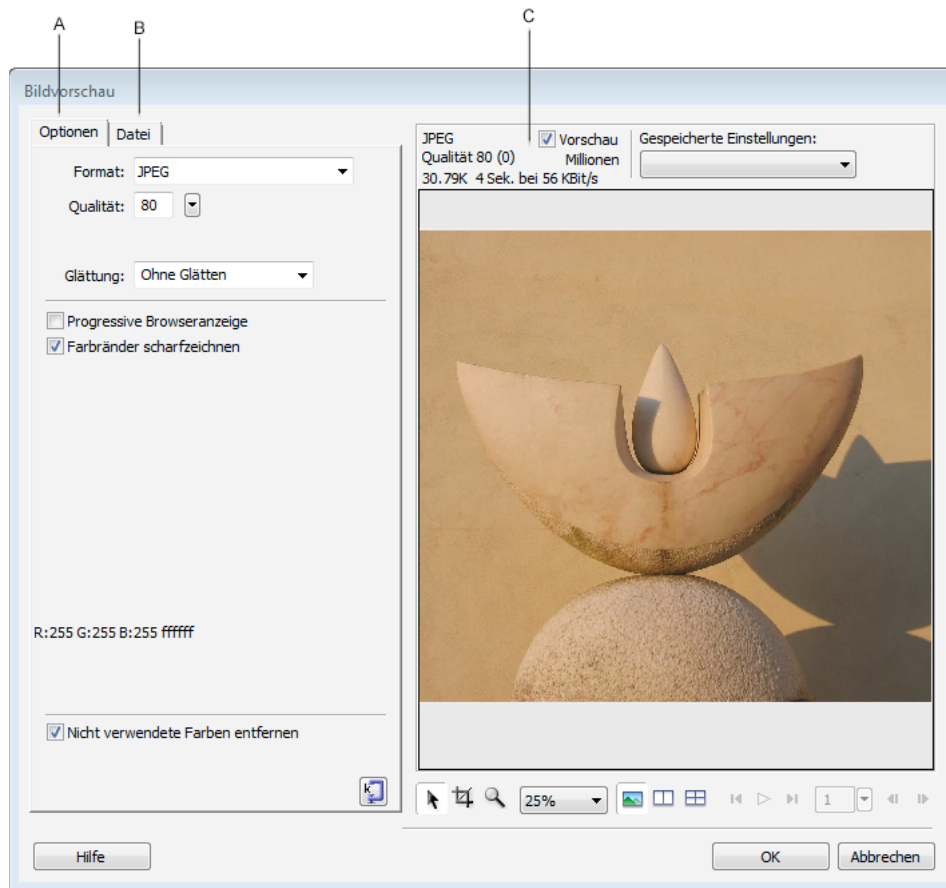 A
B
C
Bildvorschau
Optionen
Datei
Format: JPEG
Qualität: 80
Glättung: Ohne Glätten
Progressive Browseranzeige
Farbränder scharfzeichnen
R:255 G:255 B:255 ffffff
Nicht verwendete Farben entfernen
JPEG
Vorschau
Qualität 80 (0) Millionen
30.79K 4 Sek. bei 56 KBit/s
Gespeicherte Einstellungen:
25%
1
Hilfe
OK
Abbrechen